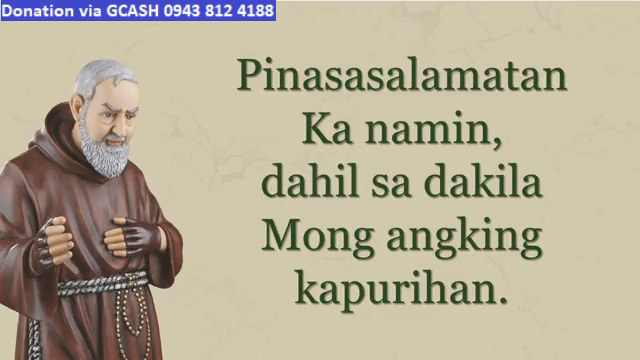 Donation via GCASH 0943 812 4188
Pinasasalamatan
Ka namin,
dahil sa dakila
Mong angking
kapurihan.